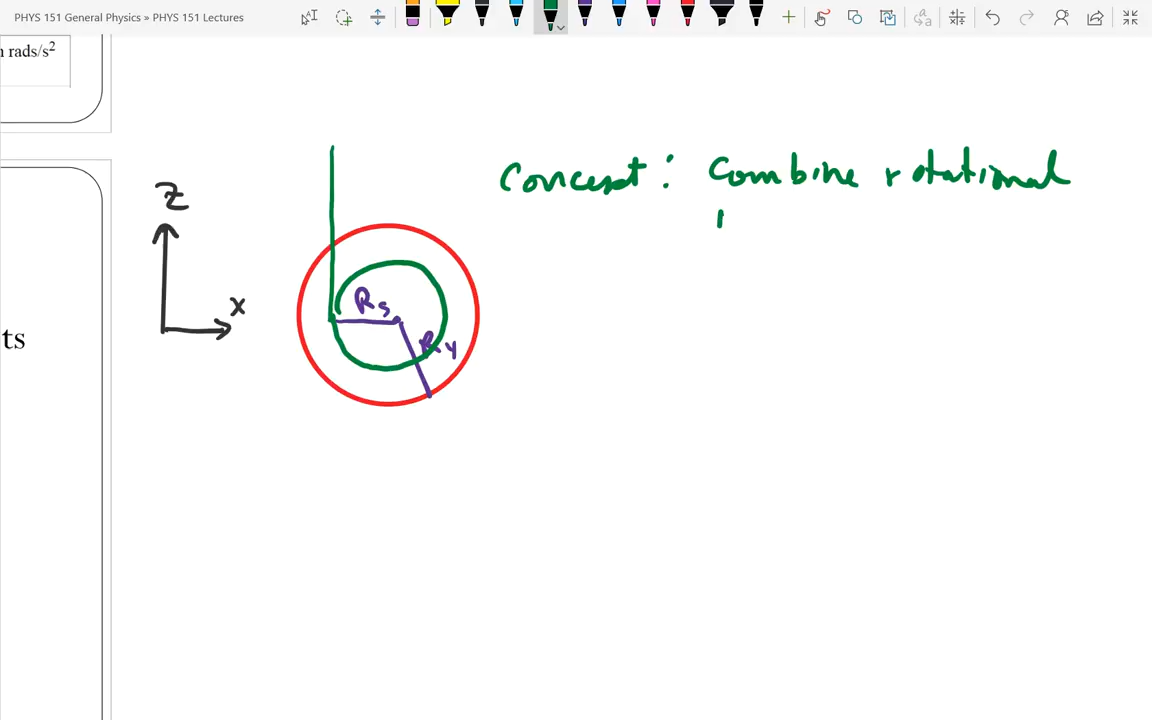 PHYS 151 General Physics » PHYS 151 Lectures
rads/s²
Concept: Combine rotational
Z
X
Rs
Ry
ts